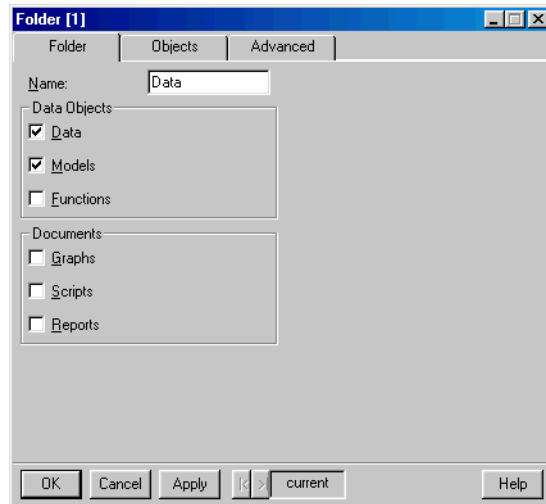 Folder [1]
Folder Objects Advanced
Name: Data
Data Objects
Data
Models
Functions
Documents
Graphs
Scripts
Reports
OK Cancel Apply current Help